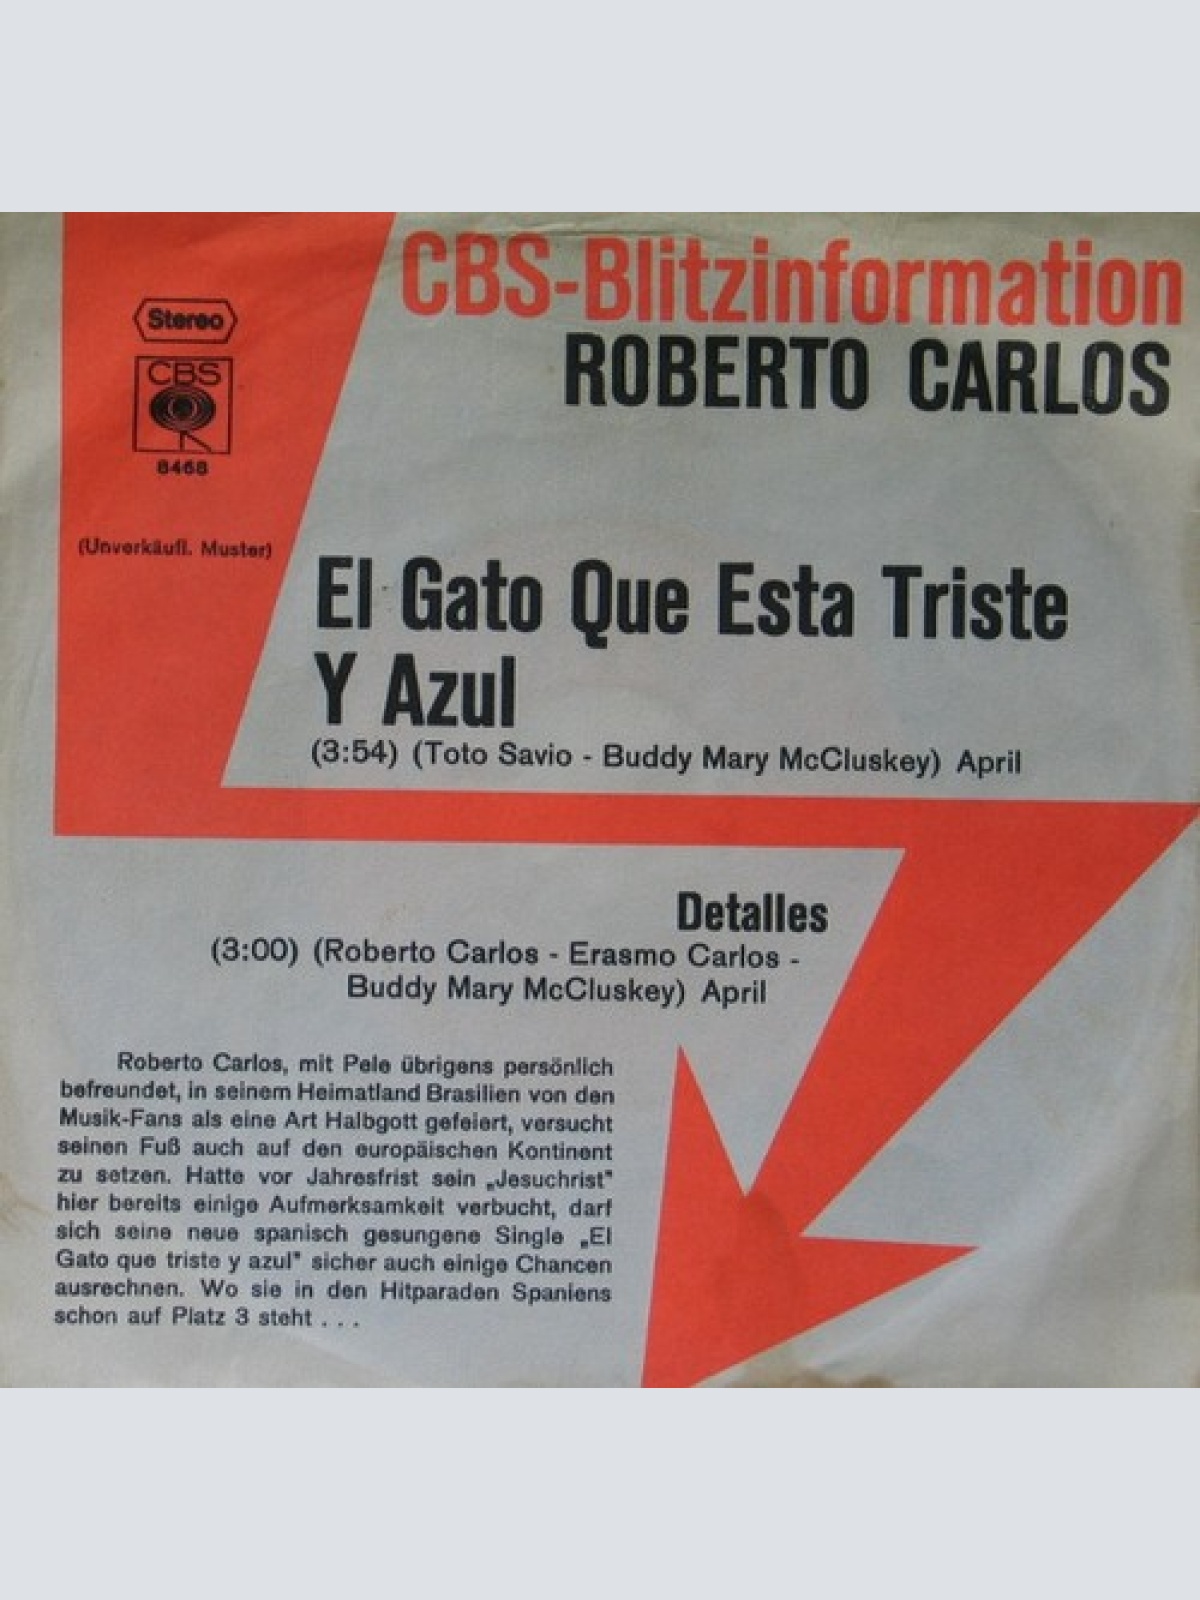 CBS-Blitzinformation
ROBERTO CARLOS
Stereo
CBS
8468
(Unverkäufl. Muster)
El Gato Que Esta Triste
Y Azul
(3:54) (Toto Savio - Buddy Mary McCluskey) April
Detalles
(3:00) (Roberto Carlos - Erasmo Carlos -
Buddy Mary McCluskey) April
Roberto Carlos, mit Pele übrigens persönlich
befreundet, in seinem Heimatland Brasilien von den
Musik-Fans als eine Art Halbgott gefeiert, versucht
seinen Fuß auch auf den europäischen Kontinent
zu setzen. Hatte vor Jahresfrist sein „Jesuchrist"
hier bereits einige Aufmerksamkeit verbucht, darf
sich seine neue spanisch gesungene Single „El
Gato que triste y azul" sicher auch einige Chancen
ausrechnen. Wo sie in den Hitparaden Spaniens
schon auf Platz 3 steht . . .